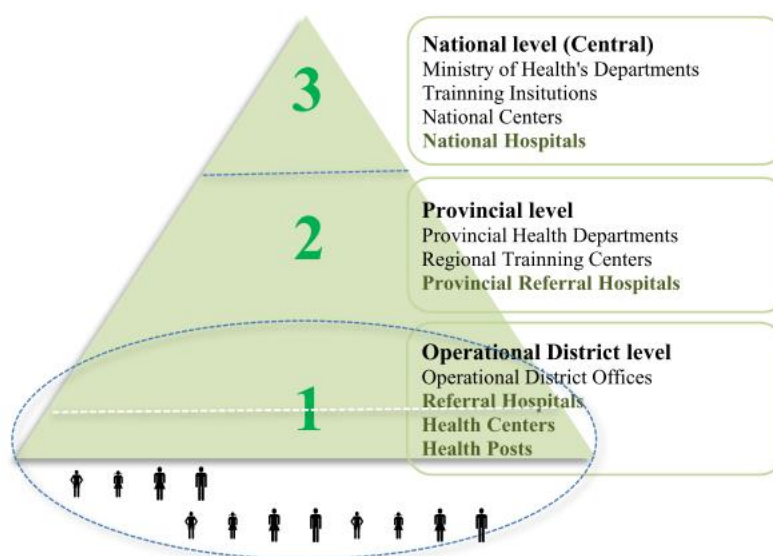 3
National level (Central)
Ministry of Health's Departments
Trainning Insitutions
National Centers
National Hospitals
2
Provincial level
Provincial Health Departments
Regional Trainning Centers
Provincial Referral Hospitals
1
Operational District level
Operational District Offices
Referral Hospitals
Health Centers
Health Posts